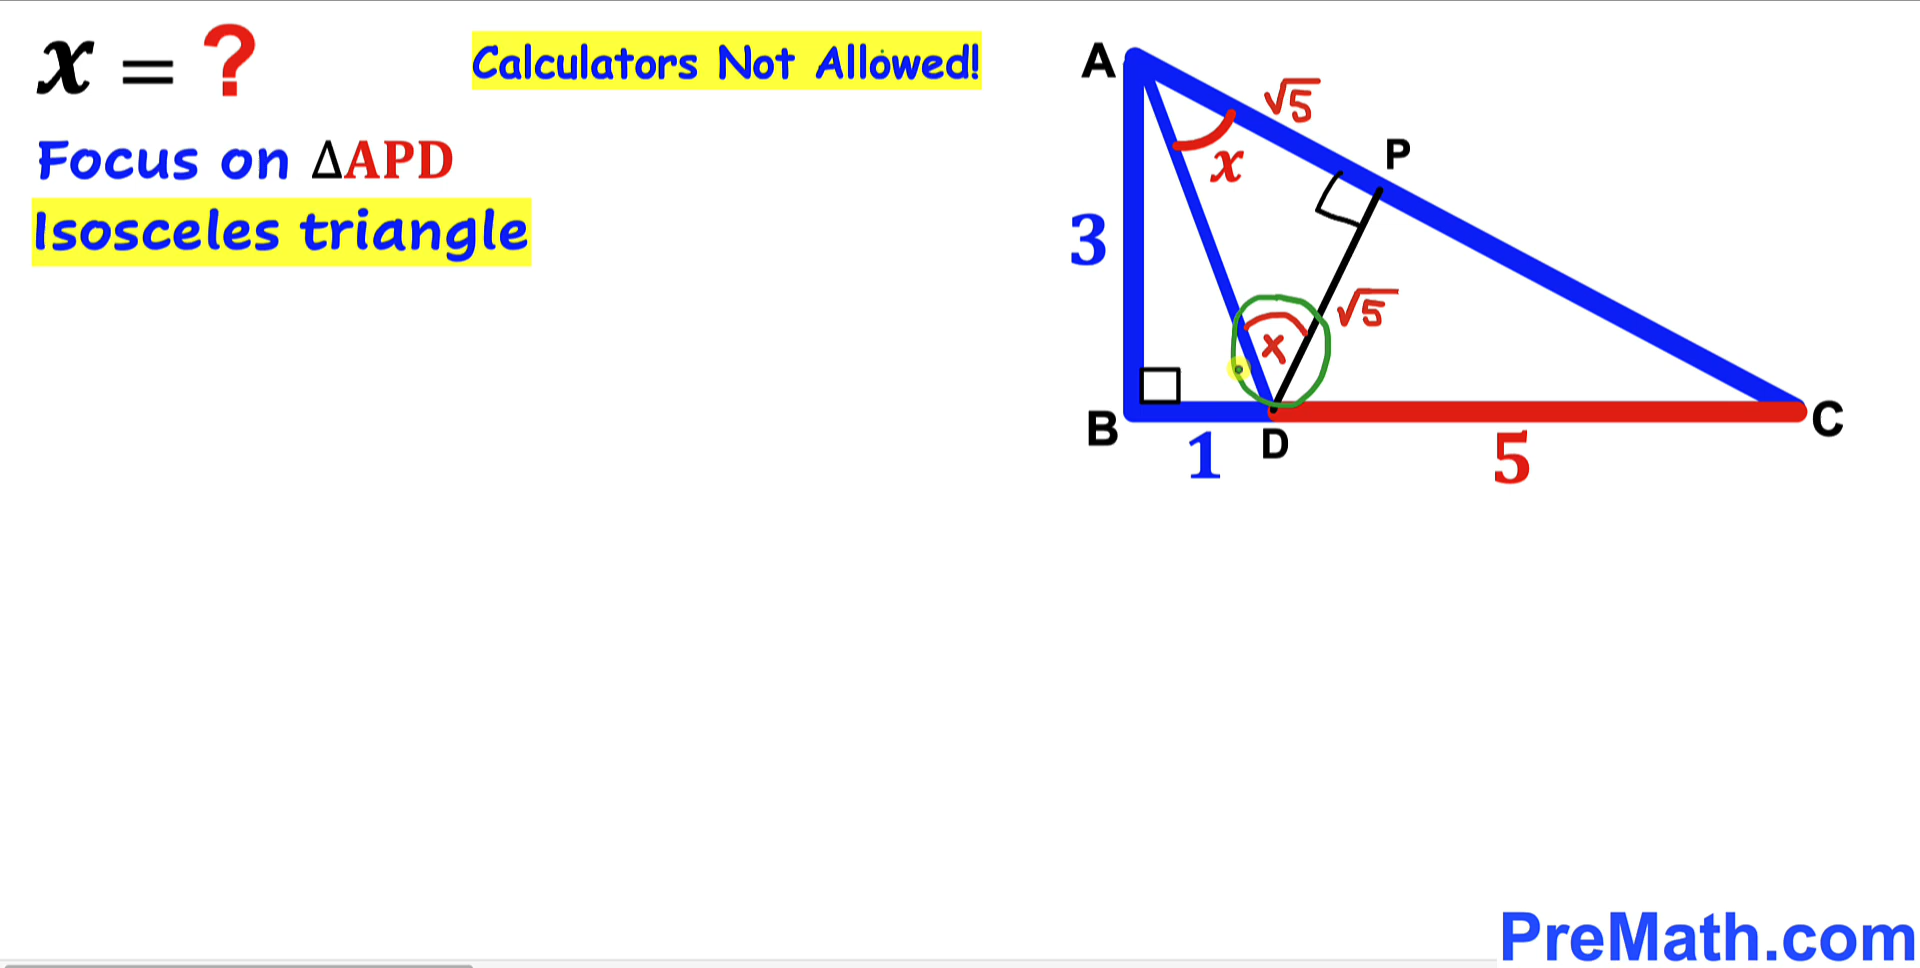 x = ?
Calculators Not Allowed!
Focus on ΔAPD
Isosceles triangle
A
√5
x
P
3
√5
x
B
1
D
5
C
PreMath.com